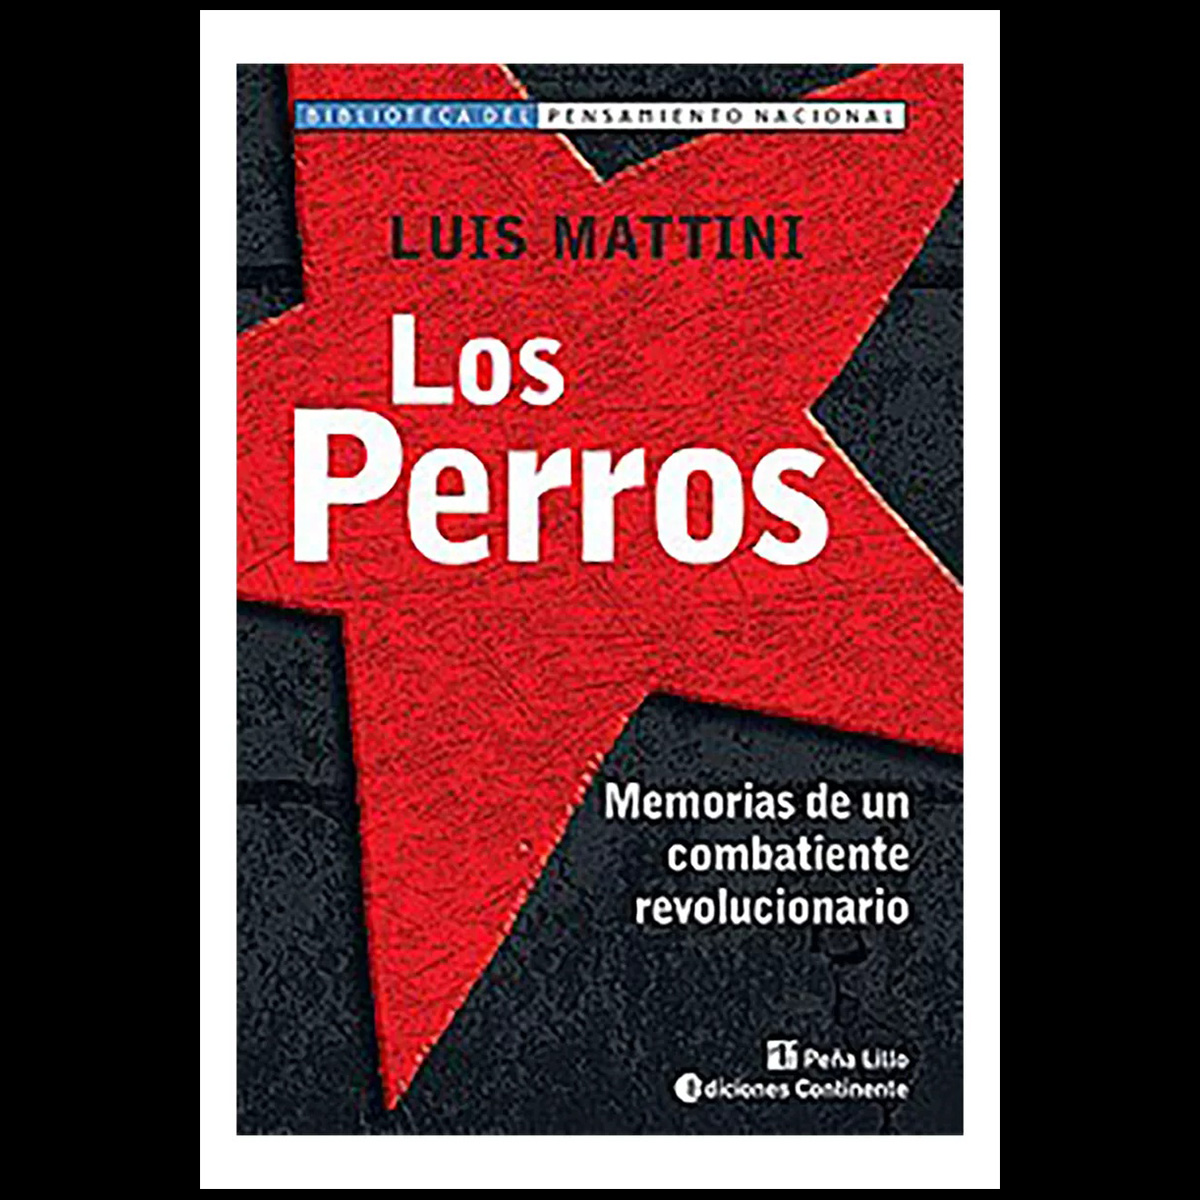 BIBLIOTECA DEL PENSAMIENTO NACIONAL
LUIS MATTINI
Los
Perros
Memorias de un
combatiente
revolucionario
Peña Lillo
Ediciones Continente